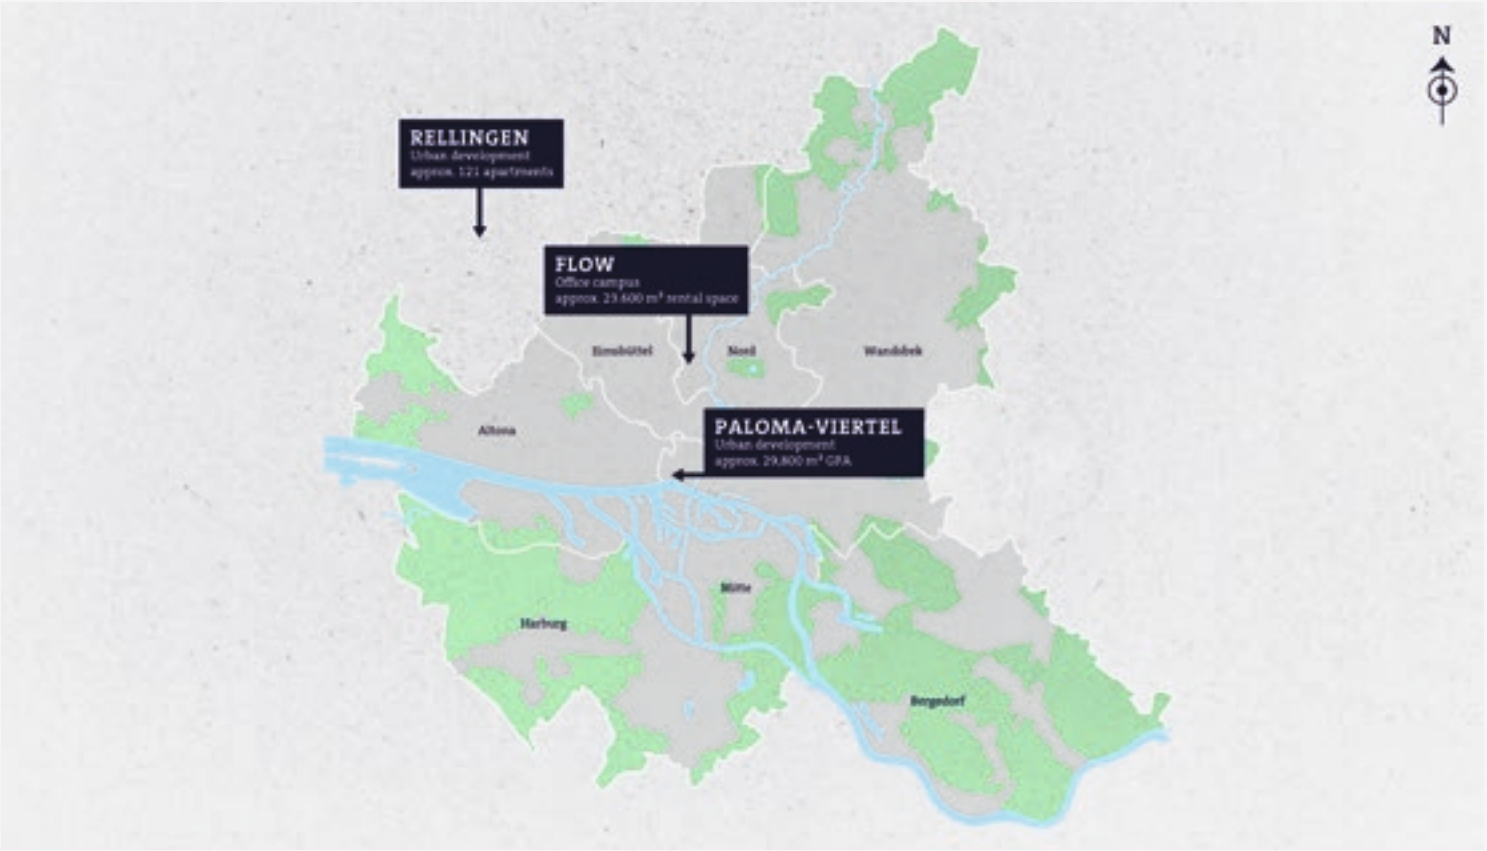 N
RELLINGEN
Urban development
approx. 121 apartments
FLOW
Office campus
approx. 23.600 m² rental space
Eimsbüttel
Nord
Wandsbek
PALOMA-VIERTEL
Urban development
approx. 29,800 m² GFA
Altona
Mitte
Harburg
Bergedorf